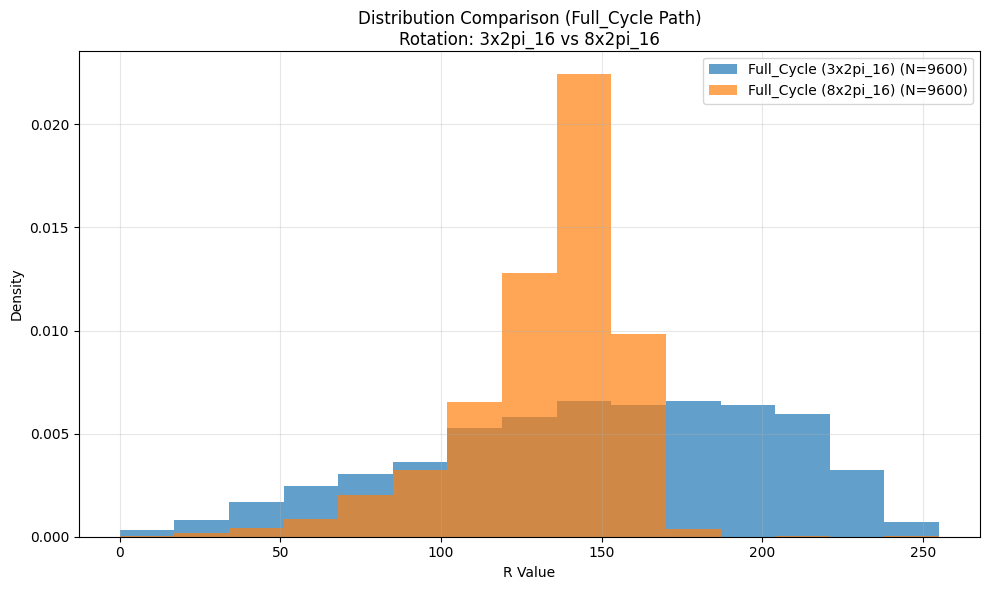 Distribution Comparison (Full_Cycle Path)
Rotation: 3x2pi_16 vs 8x2pi_16
Full_Cycle (3x2pi_16) (N=9600)
Full_Cycle (8x2pi_16) (N=9600)
Density
0.020
0.015
0.010
0.005
0.000
0 50 100 150 200 250
R Value